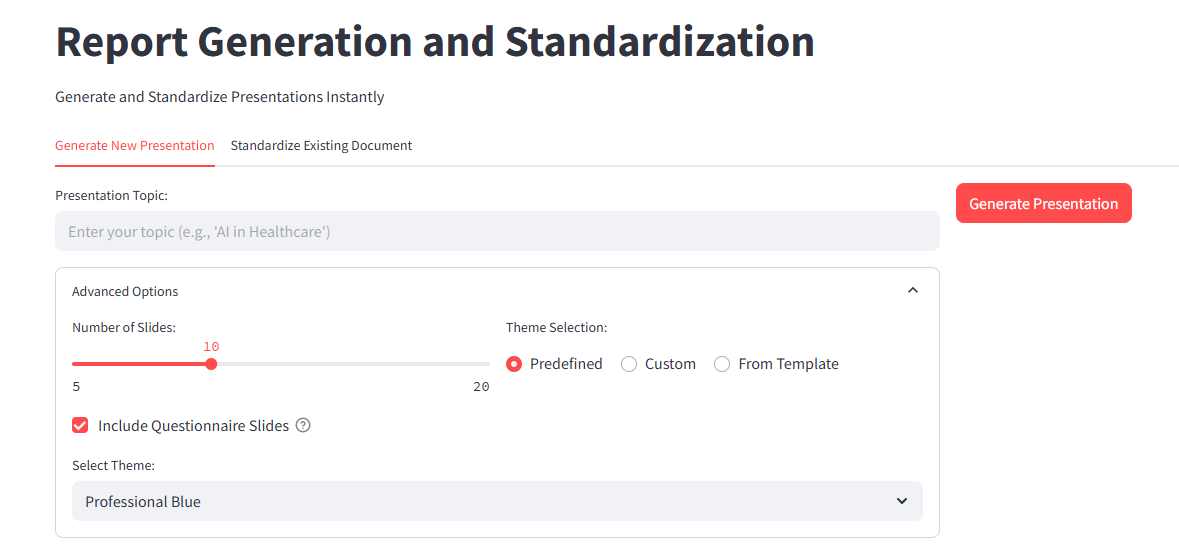 Report Generation and Standardization
Generate and Standardize Presentations Instantly
Generate New Presentation
Standardize Existing Document
Presentation Topic:
Enter your topic (e.g., 'AI in Healthcare')
Generate Presentation
Advanced Options
Number of Slides:
10
5
20
Theme Selection:
Predefined
Custom
From Template
Include Questionnaire Slides
?
Select Theme:
Professional Blue